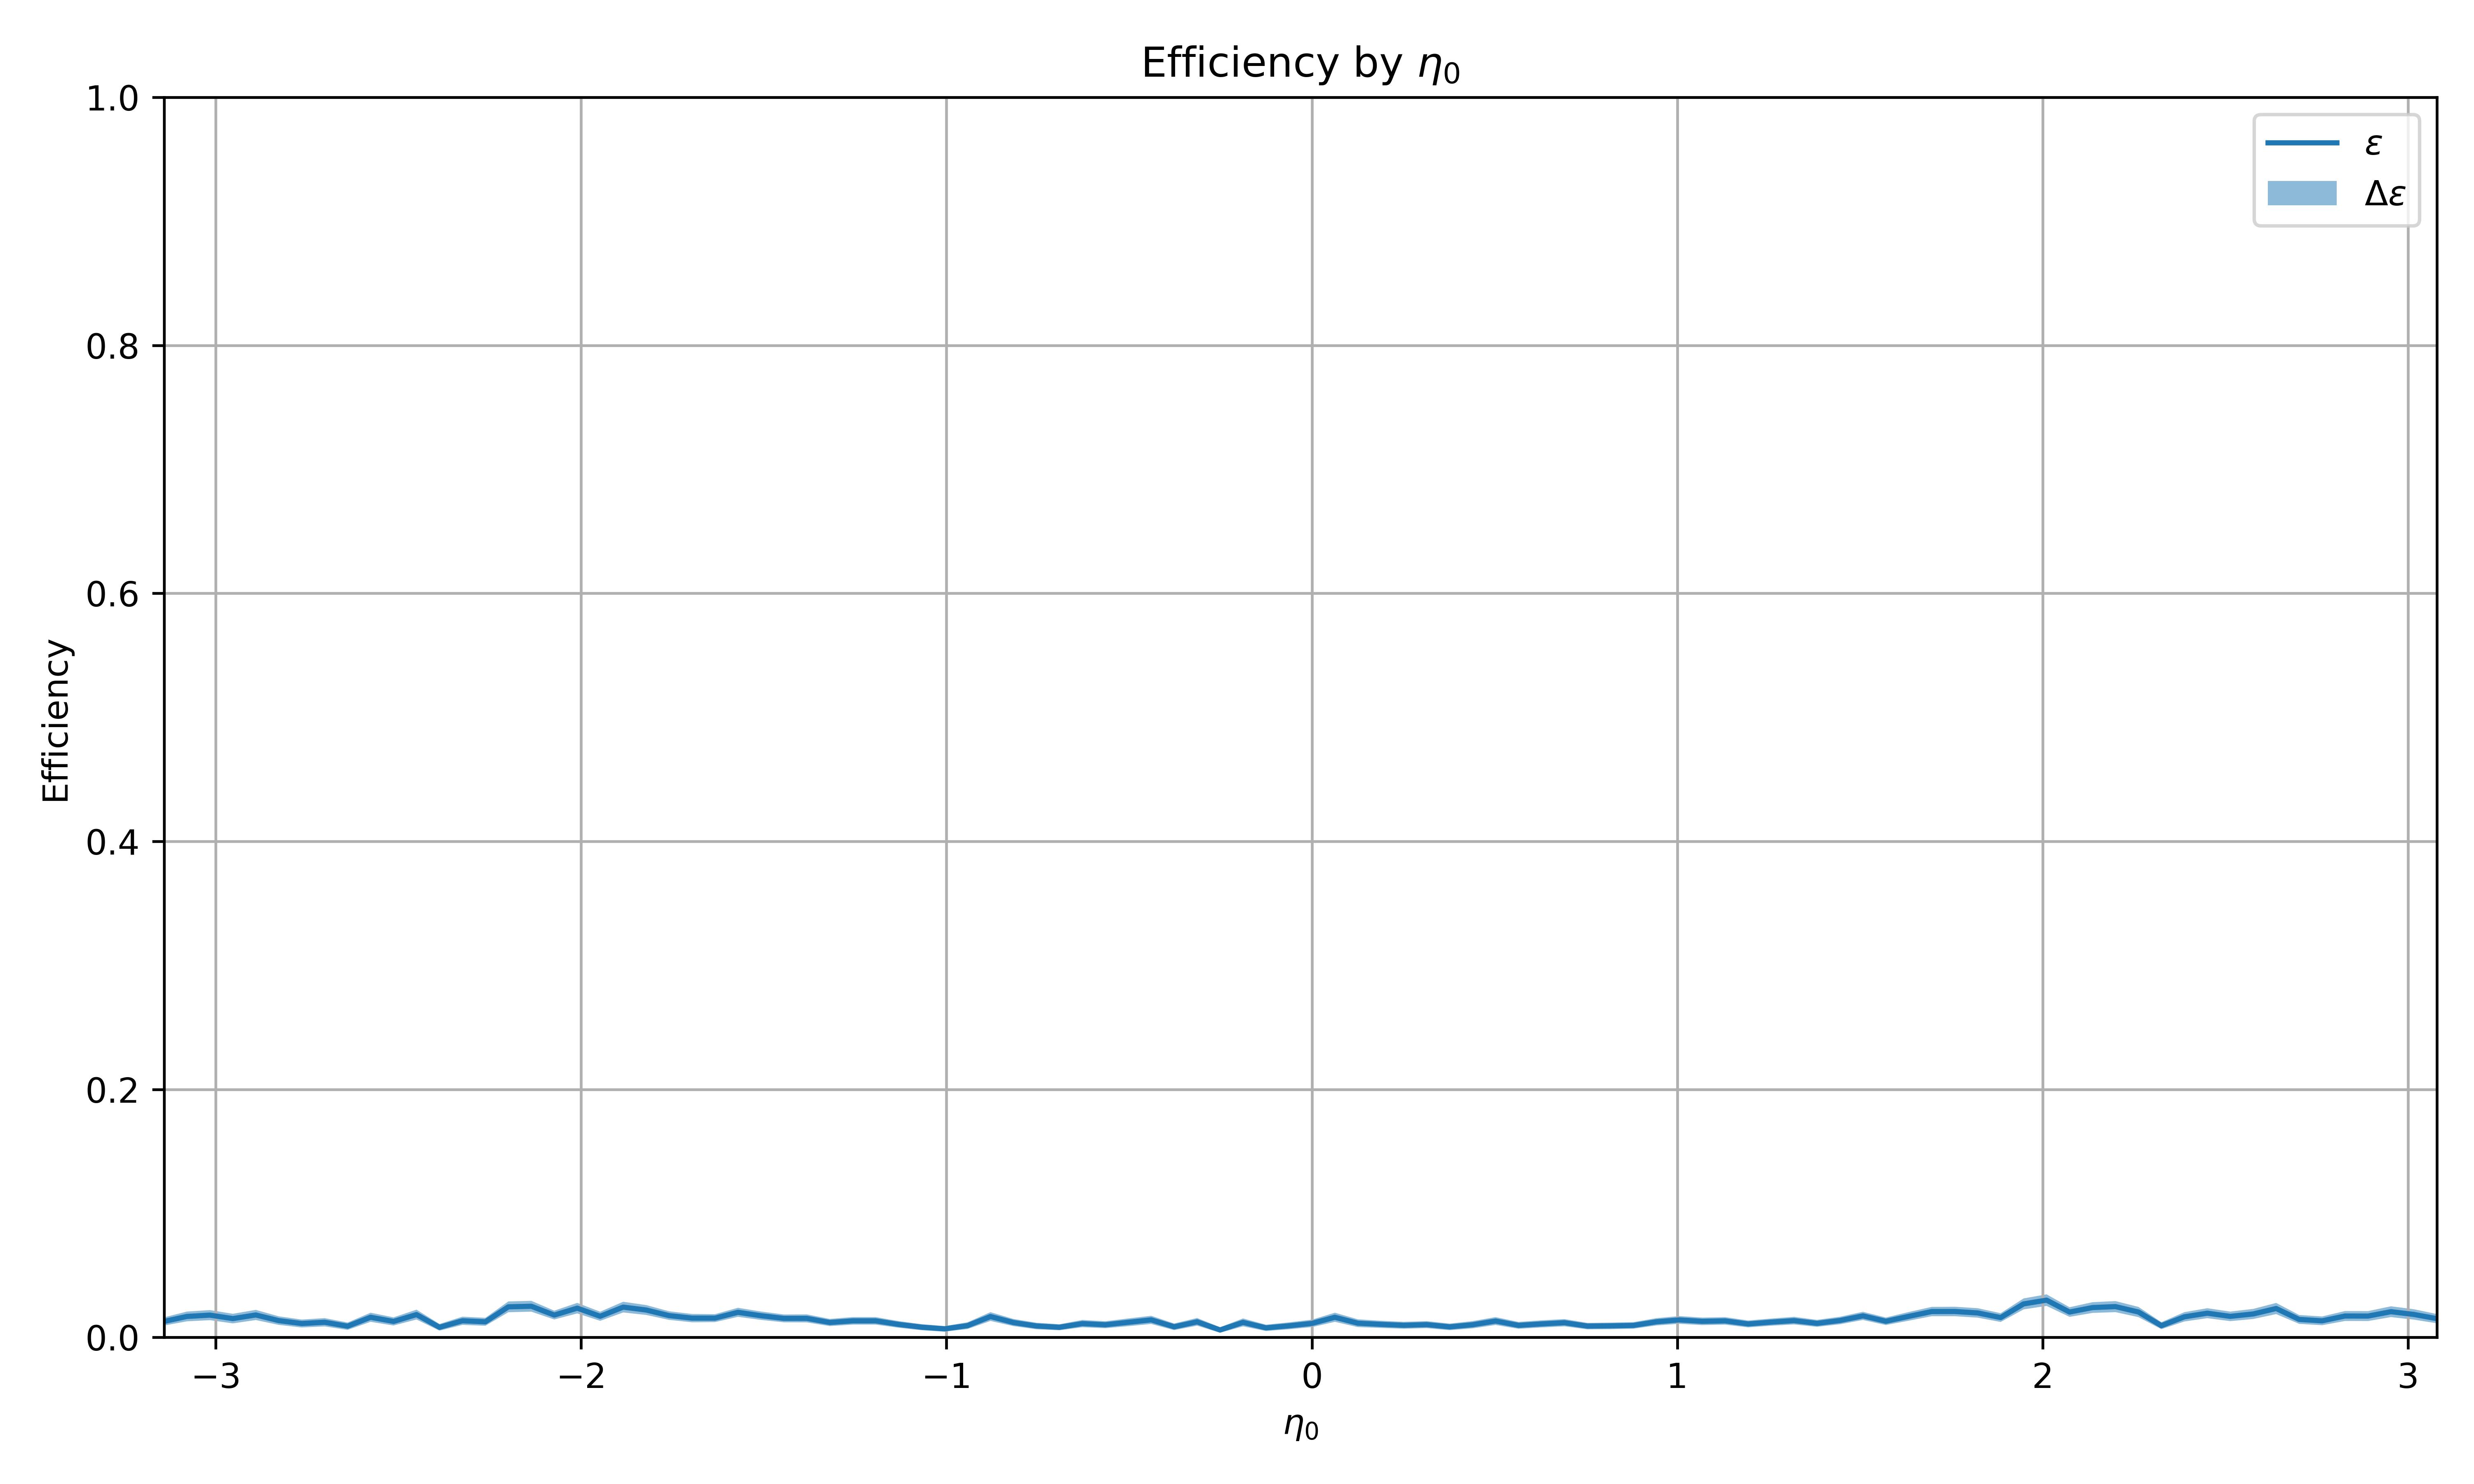 Efficiency by η₀
1.0
0.8
0.6
0.4
0.2
0.0
Efficiency
−3 −2 −1 0 1 2 3
η₀
ε
Δε